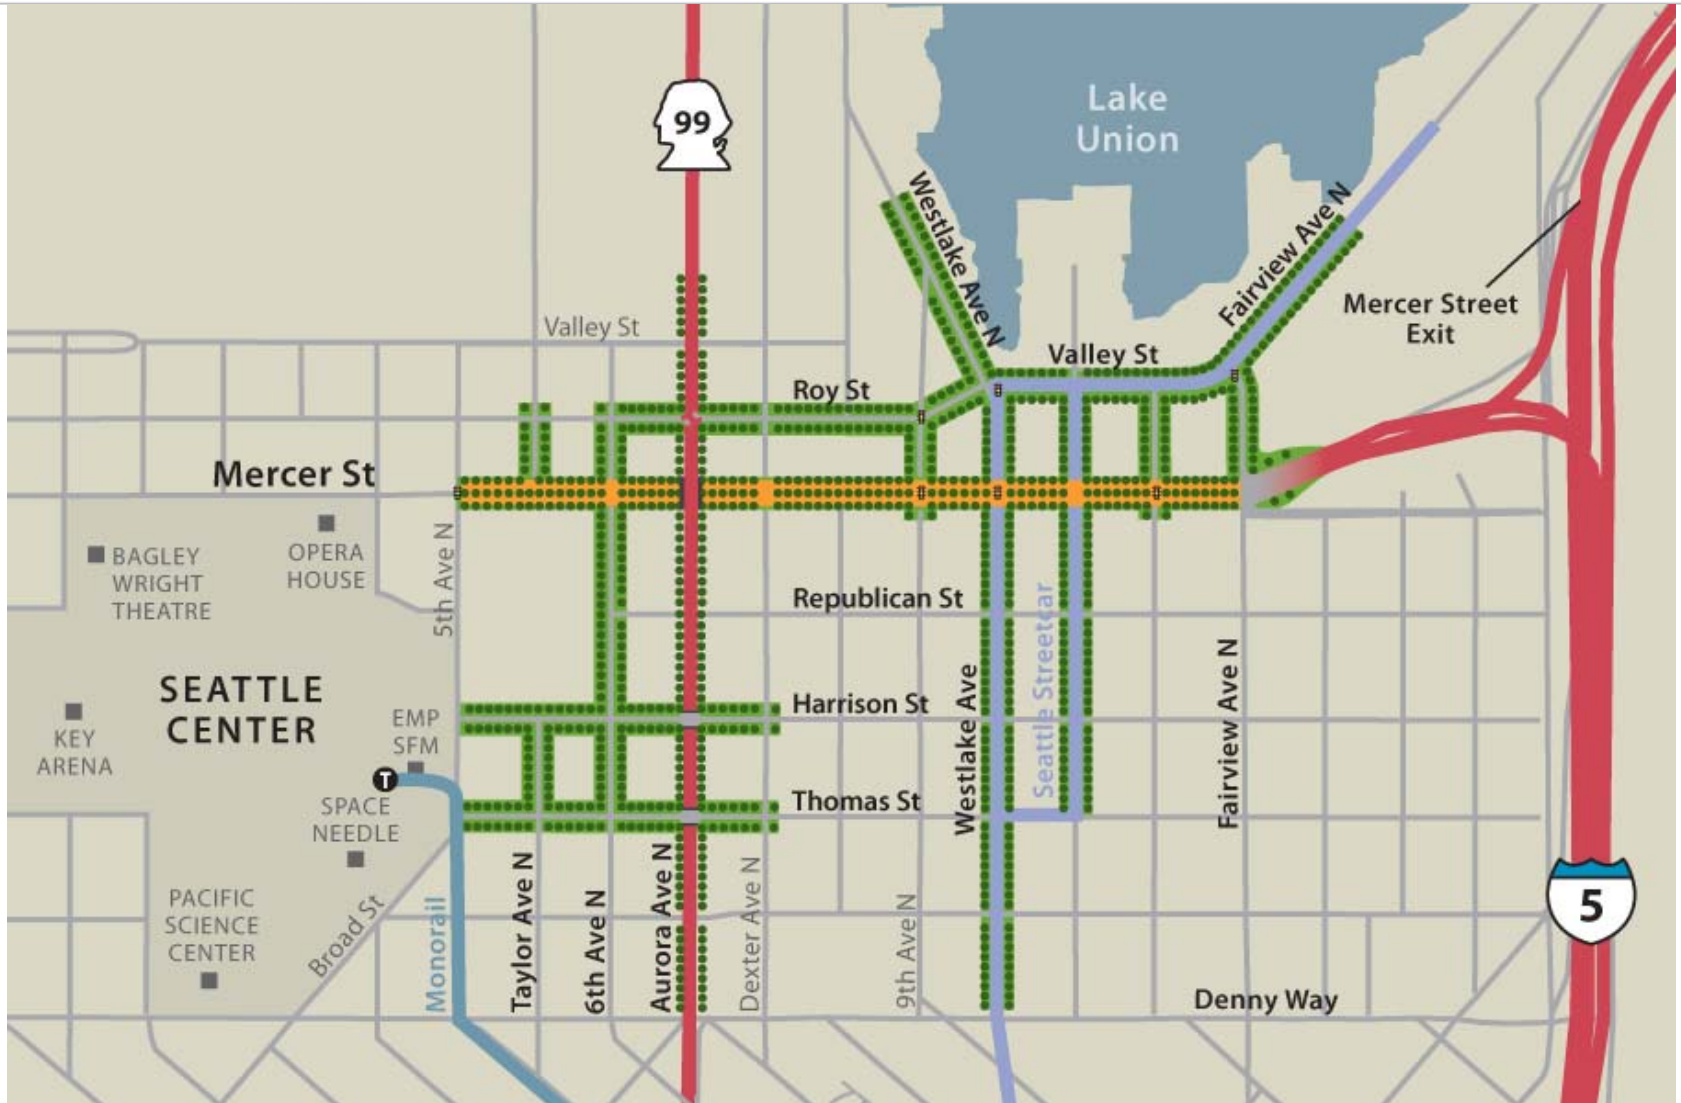 99
Lake
Union
Westlake Ave N
Fairview Ave N
Mercer Street
Exit
Valley St
Valley St
Roy St
Mercer St
OPERA
HOUSE
BAGLEY
WRIGHT
THEATRE
5th Ave N
Republican St
SEATTLE
CENTER
Harrison St
EMP
SFM
KEY
ARENA
T
SPACE
NEEDLE
Thomas St
Westlake Ave
Seattle Streetcar
Fairview Ave N
PACIFIC
SCIENCE
CENTER
Broad St
Monorail
Taylor Ave N
6th Ave N
Aurora Ave N
Dexter Ave N
9th Ave N
Denny Way
5